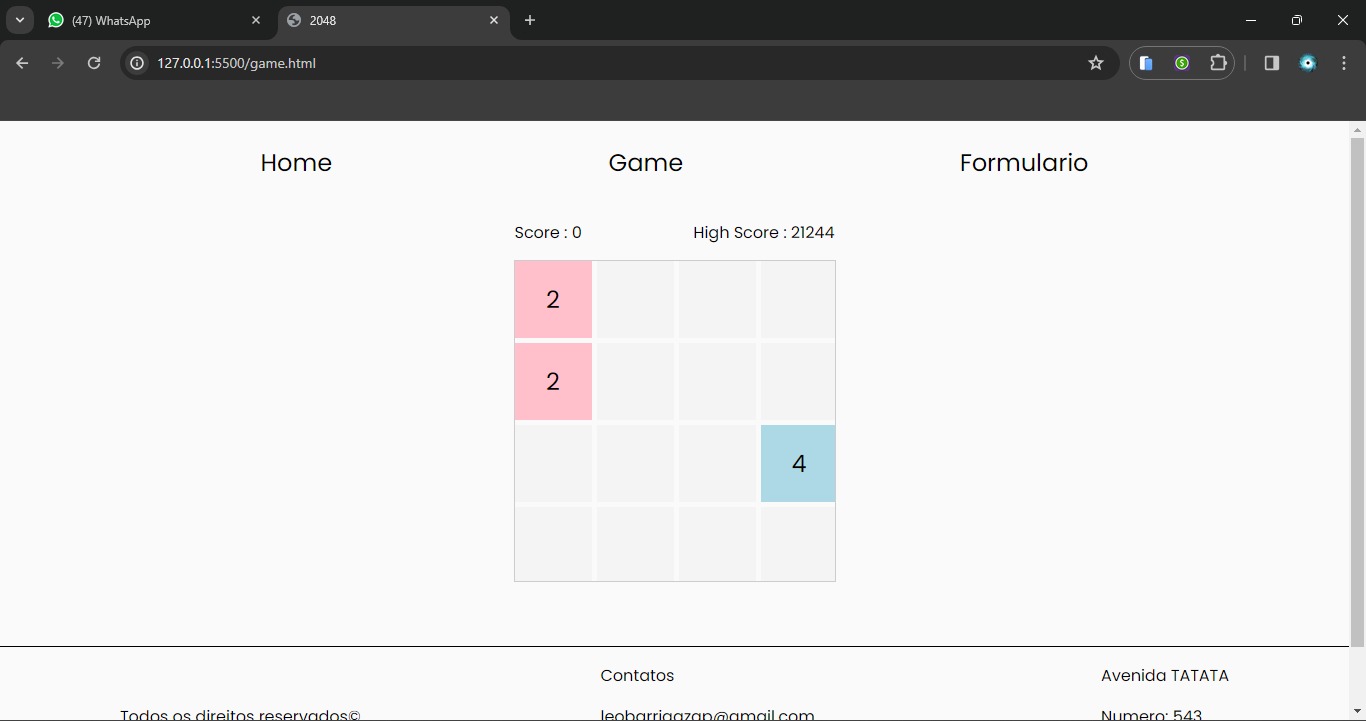 (47) WhatsApp
2048
127.0.0.1:5500/game.html
Home Game Formulario
Score : 0 High Score : 21244
2
2
4
Contatos Avenida TATATA
Todos os direitos reservados© leobarrigazap@gmail.com Numero: 543